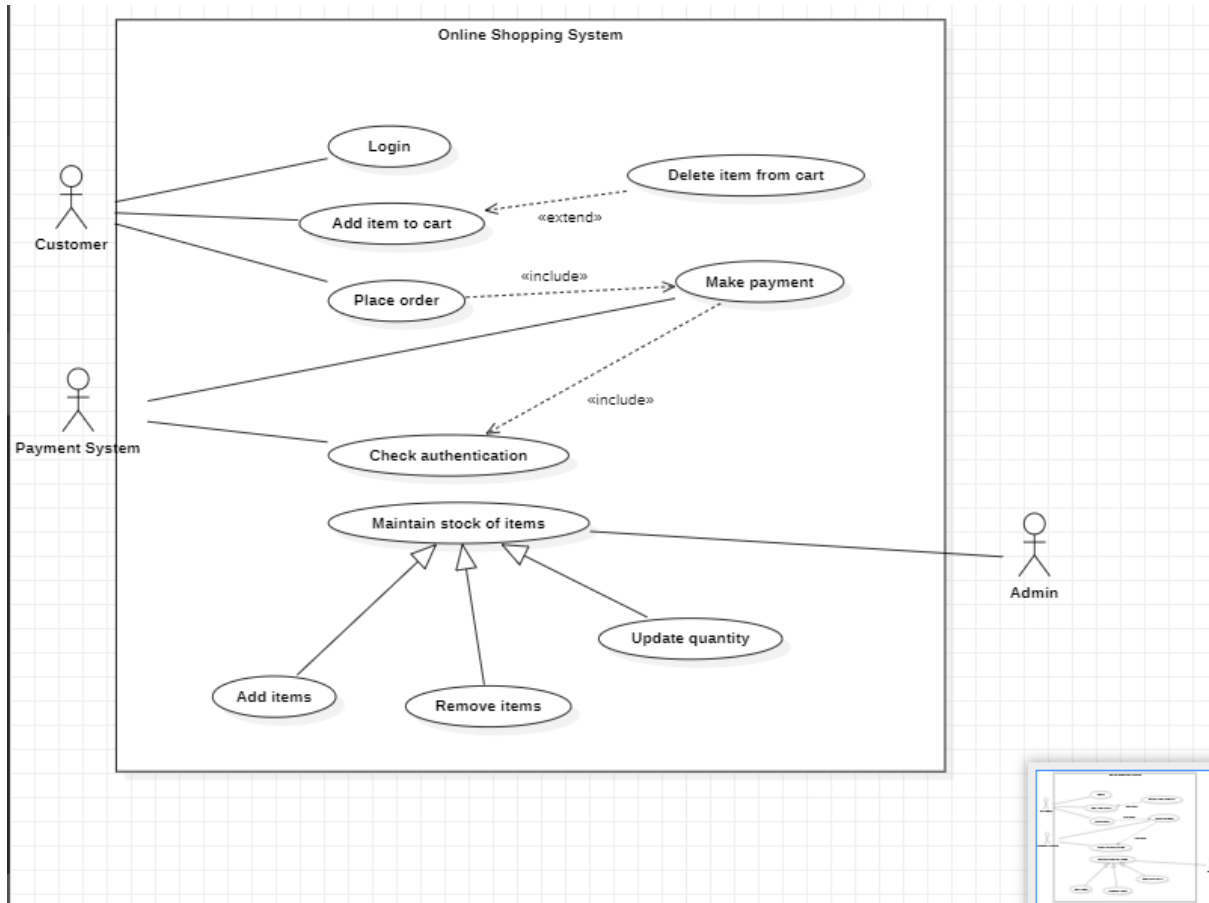 Online Shopping System
Login
Delete item from cart
Add item to cart
«extend»
Customer
«include»
Make payment
Place order
«include»
Payment System
Check authentication
Maintain stock of items
Admin
Update quantity
Add items
Remove items